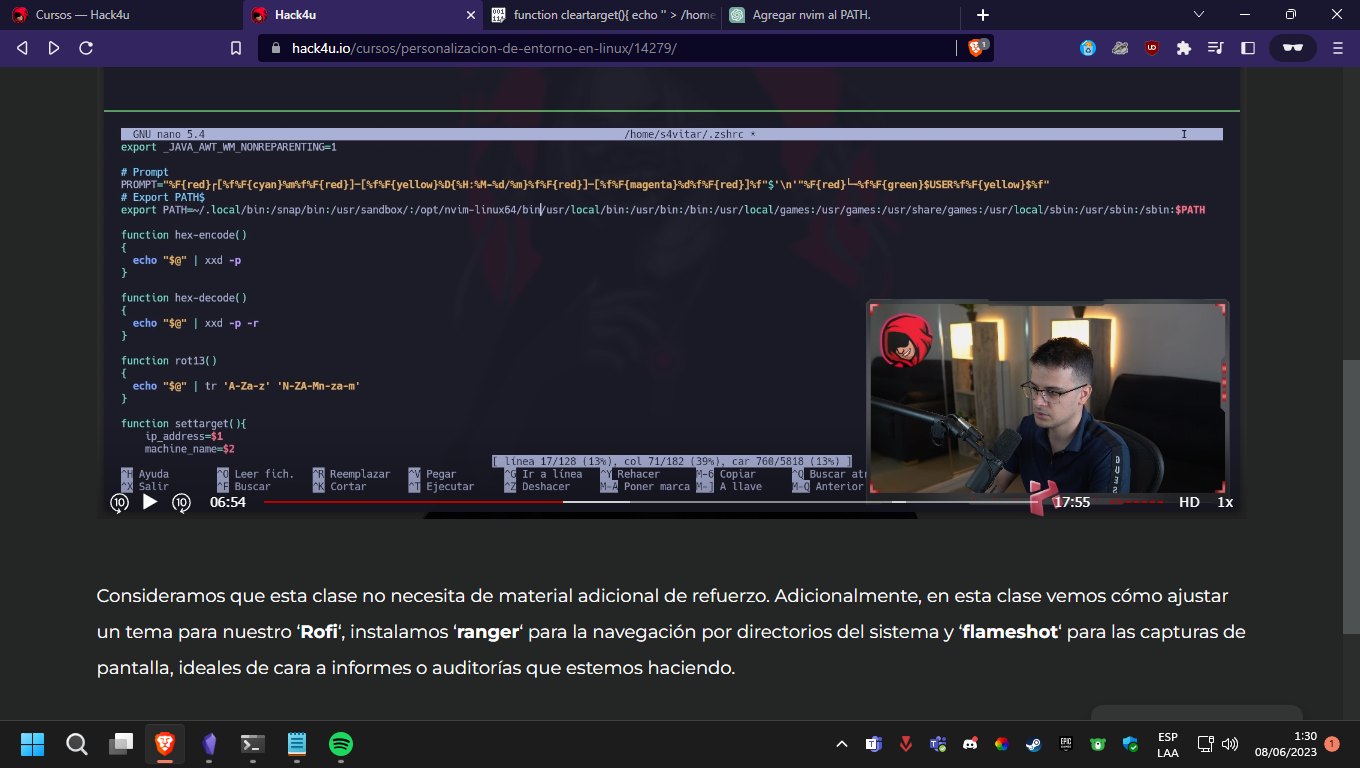 Cursos — Hack4u
Hack4u
function cleartarget(){ echo '' > /home
Agregar nvim al PATH.
hack4u.io/cursos/personalizacion-de-entorno-en-linux/14279/
1
GNU nano 5.4 /home/s4vitar/.zshrc *
export _JAVA_AWT_WM_NONREPARENTING=1
# Prompt
PROMPT="%F{red}┌[%f%F{cyan}%m%f%F{red}]─[%f%F{yellow}%D{%H:%M-%d/%m}%f%F{red}]─[%f%F{magenta}%d%f%F{red}]%f"$'\n'"%F{red}└╼%f%F{green}$USER%f%F{yellow}$%f"
# Export PATH$
export PATH=~/.local/bin:/snap/bin:/usr/sandbox/:/opt/nvim-linux64/bin/usr/local/bin:/usr/bin:/bin:/usr/local/games:/usr/games:/usr/share/games:/usr/local/sbin:/usr/sbin:/sbin:$PATH
function hex-encode()
{
echo "$@" | xxd -p
}
function hex-decode()
{
echo "$@" | xxd -p -r
}
function rot13()
{
echo "$@" | tr 'A-Za-z' 'N-ZA-Mn-za-m'
}
function settarget(){
ip_address=$1
machine_name=$2
[ línea 17/128 (13%), col 71/182 (39%), car 760/5818 (13%) ]
^H Ayuda ^O Leer fich. ^R Reemplazar ^V Pegar ^G Ir a línea ^Y Rehacer M-6 Copiar ^Q Buscar atr
^X Salir ^F Buscar ^K Cortar ^T Ejecutar ^Z Deshacer M-A Poner marca M-] A llave M-Q Anterior
10 10 06:54 17:55 HD 1x
Consideramos que esta clase no necesita de material adicional de refuerzo. Adicionalmente, en esta clase vemos cómo ajustar
un tema para nuestro ‘Rofi‘, instalamos ‘ranger‘ para la navegación por directorios del sistema y ‘flameshot‘ para las capturas de
pantalla, ideales de cara a informes o auditorías que estemos haciendo.
ESP
LAA
1:30
08/06/2023
1